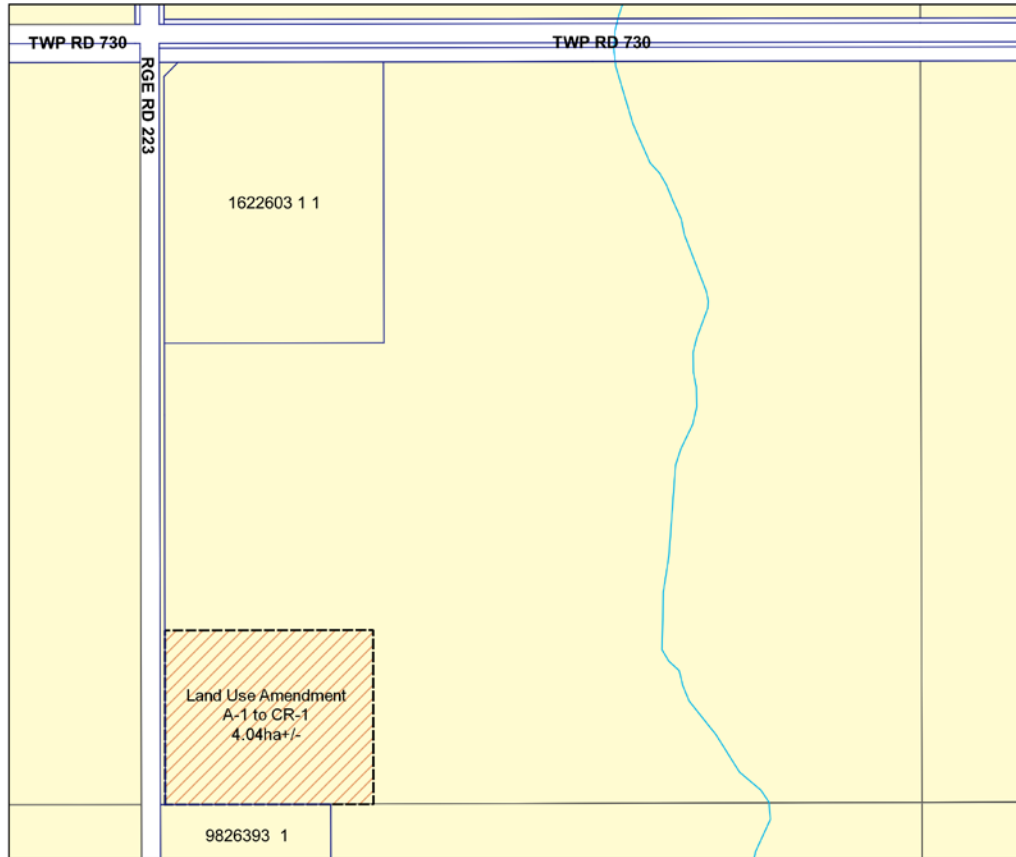 TWP RD 730
TWP RD 730
RGE RD 223
1622603 1 1
Land Use Amendment
A-1 to CR-1
4.04ha+/-
9826393 1